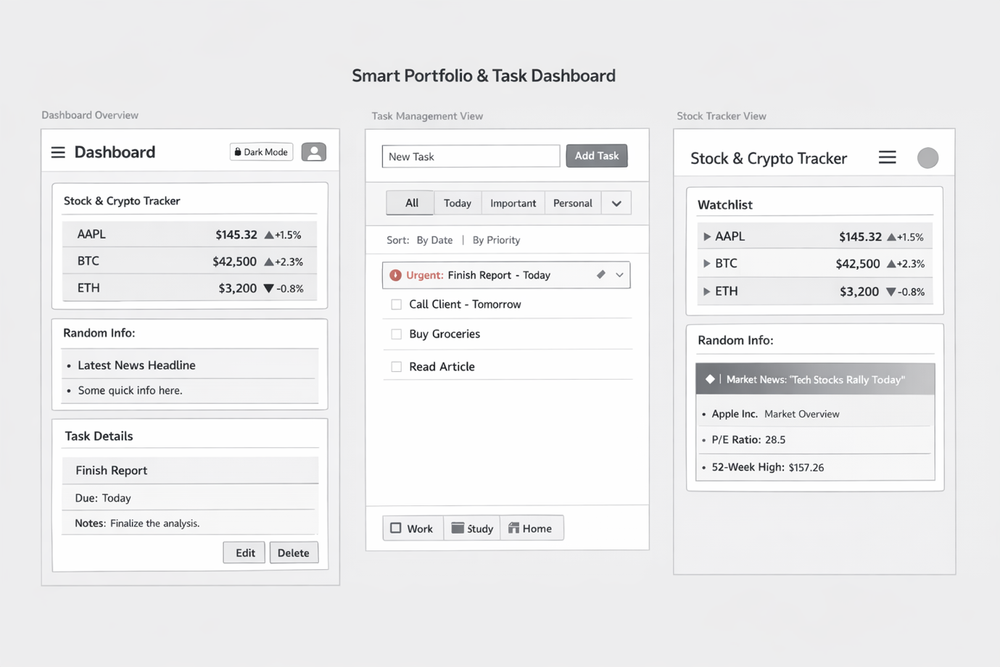 Smart Portfolio & Task Dashboard
Dashboard Overview
Dashboard
Dark Mode
Stock & Crypto Tracker
AAPL $145.32 ▲+1.5%
BTC $42,500 ▲+2.3%
ETH $3,200 ▼-0.8%
Random Info:
• Latest News Headline
• Some quick info here.
Task Details
Finish Report
Due: Today
Notes: Finalize the analysis.
Edit Delete
Task Management View
New Task Add Task
All Today Important Personal
Sort: By Date | By Priority
Urgent: Finish Report - Today
Call Client - Tomorrow
Buy Groceries
Read Article
Work Study Home
Stock Tracker View
Stock & Crypto Tracker
Watchlist
▶ AAPL $145.32 ▲+1.5%
▶ BTC $42,500 ▲+2.3%
▶ ETH $3,200 ▼-0.8%
Random Info:
◆ | Market News: "Tech Stocks Rally Today"
• Apple Inc. Market Overview
• P/E Ratio: 28.5
• 52-Week High: $157.26